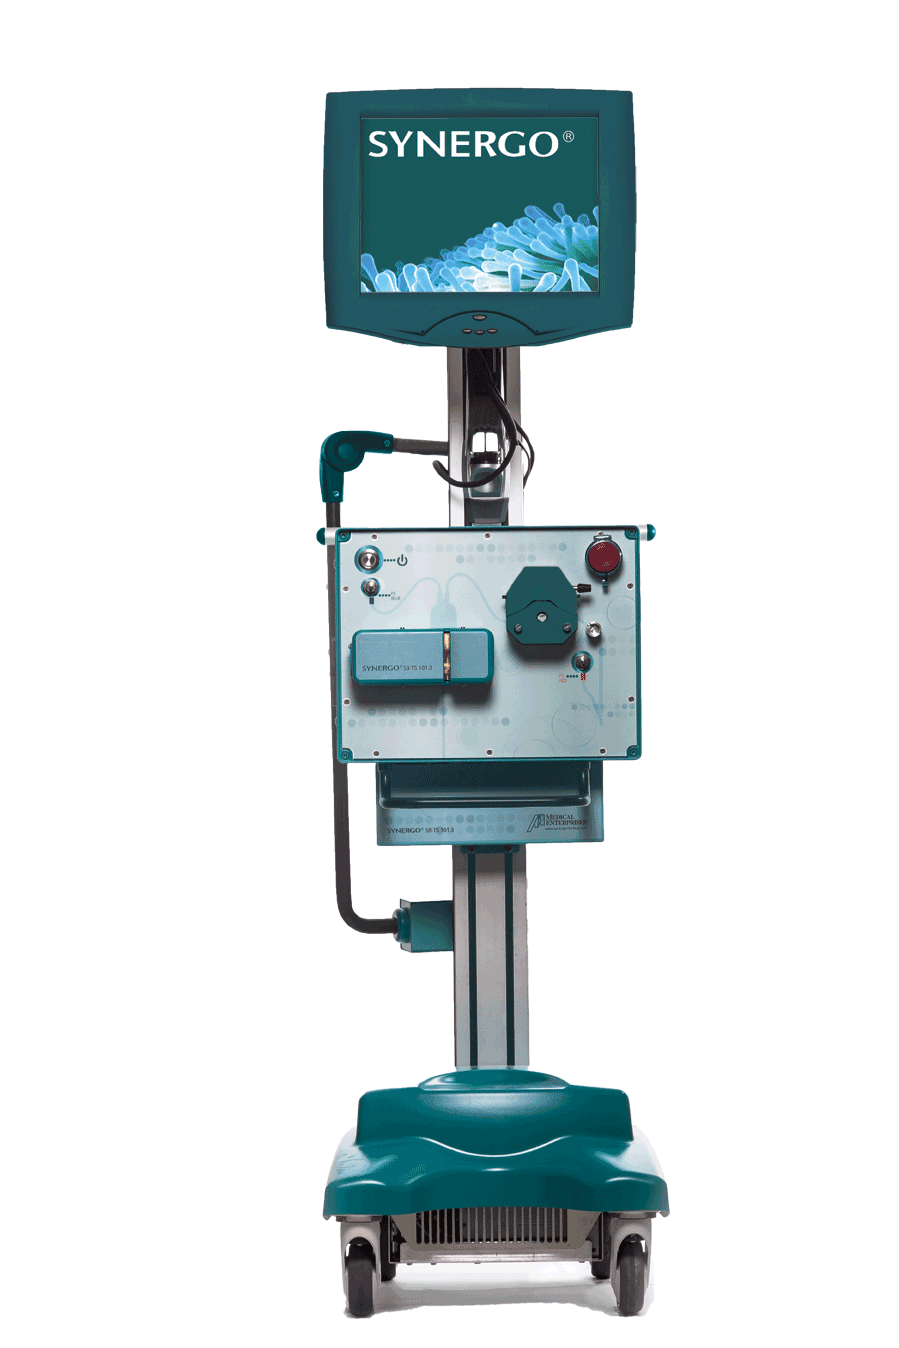 SYNERGO®
SYNERGO® SB-TS 101.3
SYNERGO® SB-TS 101.3
MEDICAL
ENTERPRISES